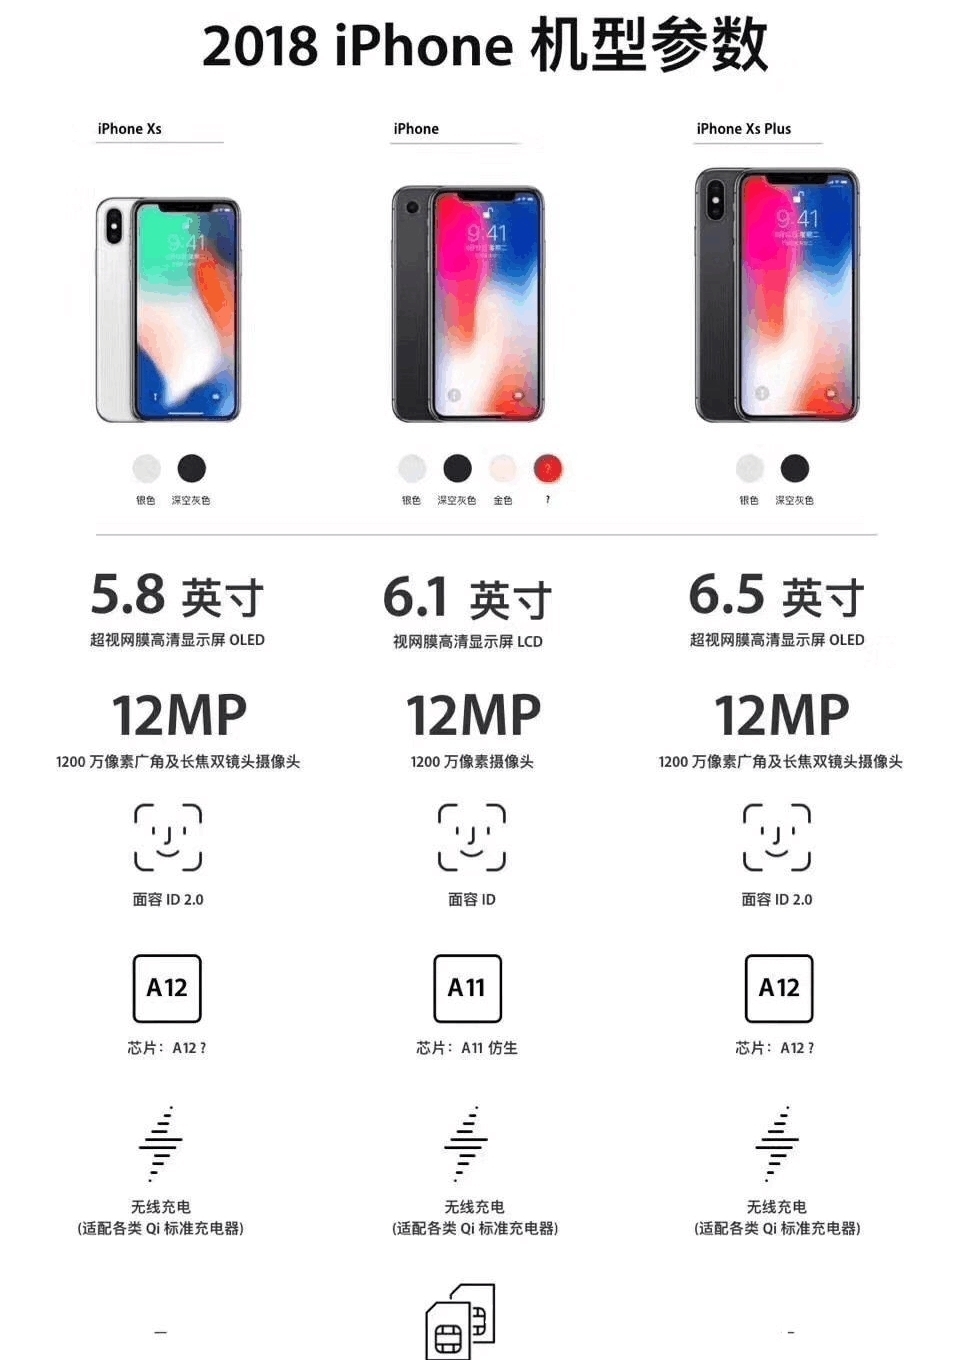 2018 iPhone 机型参数
iPhone Xs
iPhone
iPhone Xs Plus
9:41
9:41
9:41
银色 深空灰色
银色 深空灰色 金色 ?
银色 深空灰色
5.8 英寸
6.1 英寸
6.5 英寸
超视网膜高清显示屏 OLED
视网膜高清显示屏 LCD
超视网膜高清显示屏 OLED
12MP
12MP
12MP
1200 万像素广角及长焦双镜头摄像头
1200 万像素摄像头
1200 万像素广角及长焦双镜头摄像头
面容 ID 2.0
面容 ID
面容 ID 2.0
A12
A11
A12
芯片：A12 ?
芯片：A11 仿生
芯片：A12 ?
无线充电
(适配各类 Qi 标准充电器)
无线充电
(适配各类 Qi 标准充电器)
无线充电
(适配各类 Qi 标准充电器)